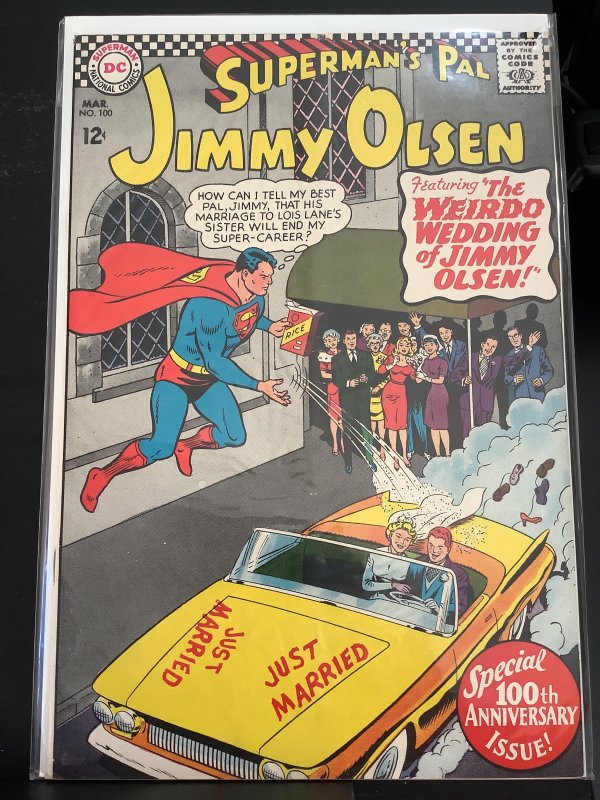 SUPERMAN
DC
NATIONAL COMICS
MAR.
NO. 100
12¢
SUPERMAN'S PAL
JIMMY OLSEN
APPROVED
BY THE
COMICS
CODE
CA
AUTHORITY
HOW CAN I TELL MY BEST
PAL, JIMMY, THAT HIS
MARRIAGE TO LOIS LANE'S
SISTER WILL END MY
SUPER-CAREER?
Featuring "The
WEIRDO
WEDDING
of JIMMY
OLSEN!"
S
RICE
JUST
MARRIED
JUST
MARRIED
Special
100th
ANNIVERSARY
ISSUE!